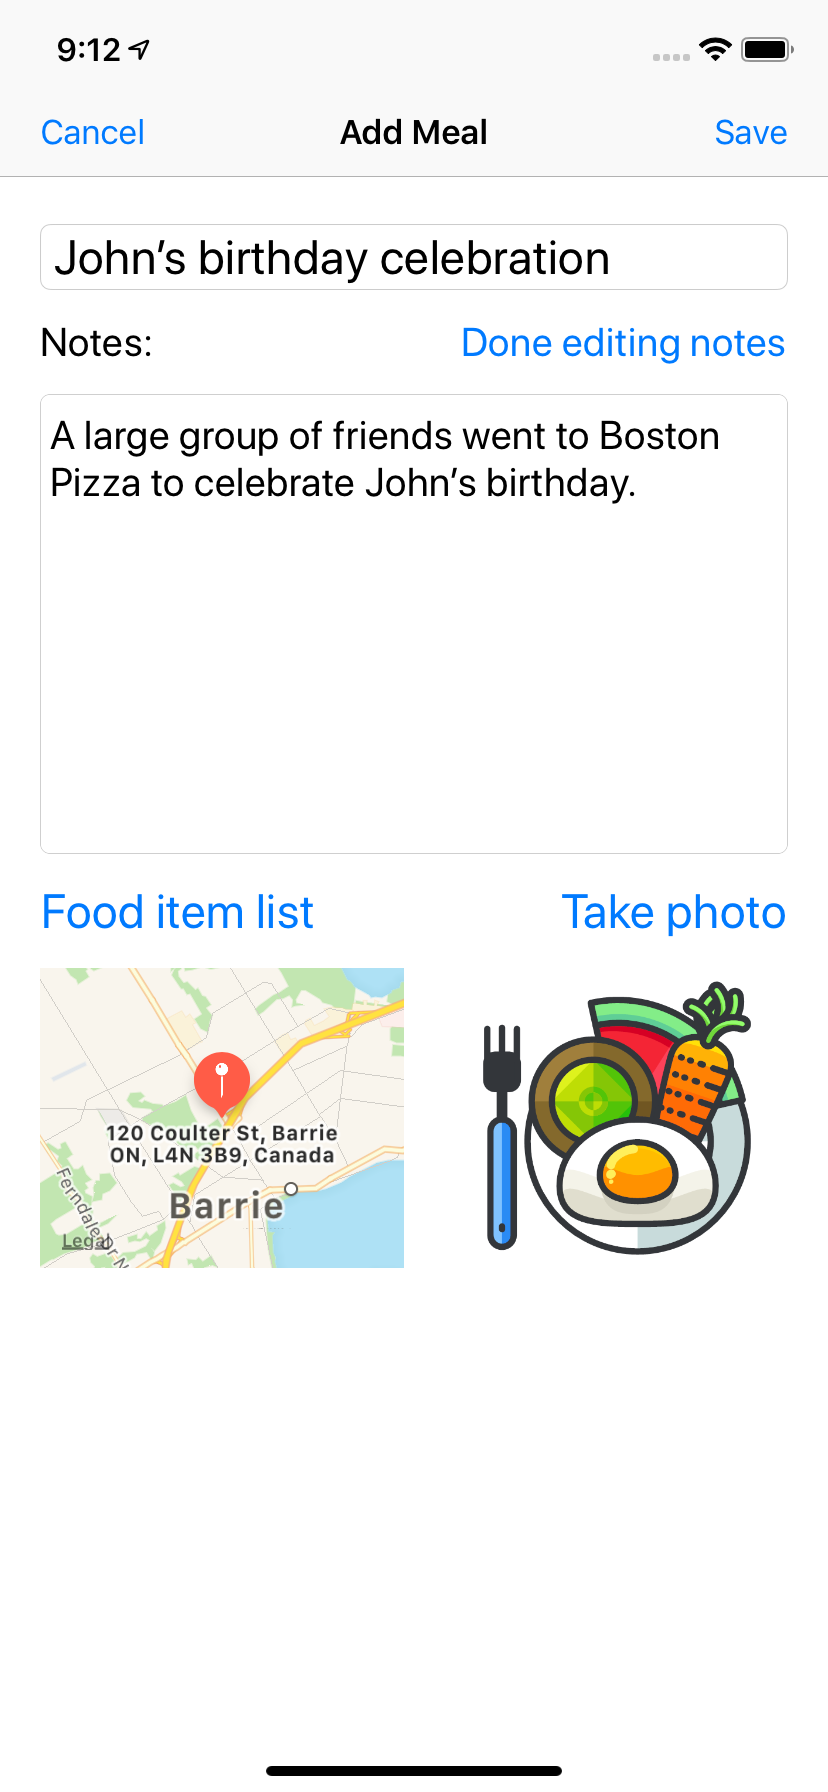 9:12
Cancel Add Meal Save
John’s birthday celebration
Notes: Done editing notes
A large group of friends went to Boston
Pizza to celebrate John’s birthday.
Food item list Take photo
120 Coulter St, Barrie
ON, L4N 3B9, Canada
Barrie
Ferndale Dr N
Legal